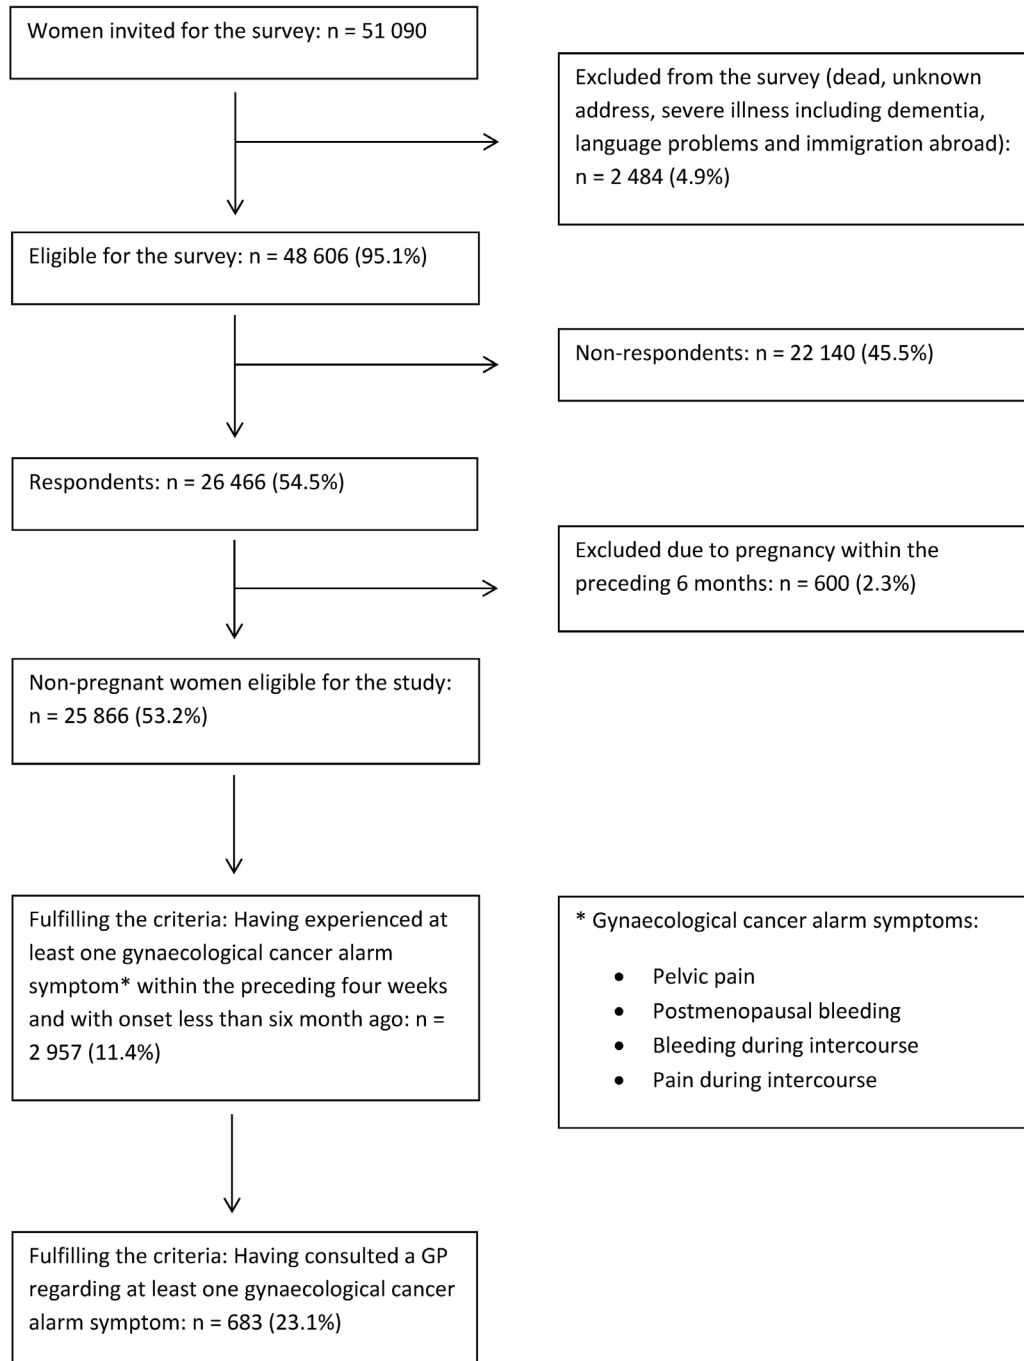 Women invited for the survey: n = 51 090
Excluded from the survey (dead, unknown
address, severe illness including dementia,
language problems and immigration abroad):
n = 2 484 (4.9%)
Eligible for the survey: n = 48 606 (95.1%)
Non-respondents: n = 22 140 (45.5%)
Respondents: n = 26 466 (54.5%)
Excluded due to pregnancy within the
preceding 6 months: n = 600 (2.3%)
Non-pregnant women eligible for the study:
n = 25 866 (53.2%)
Fulfilling the criteria: Having experienced at
least one gynaecological cancer alarm
symptom* within the preceding four weeks
and with onset less than six month ago: n =
2 957 (11.4%)
* Gynaecological cancer alarm symptoms:
• Pelvic pain
• Postmenopausal bleeding
• Bleeding during intercourse
• Pain during intercourse
Fulfilling the criteria: Having consulted a GP
regarding at least one gynaecological cancer
alarm symptom: n = 683 (23.1%)